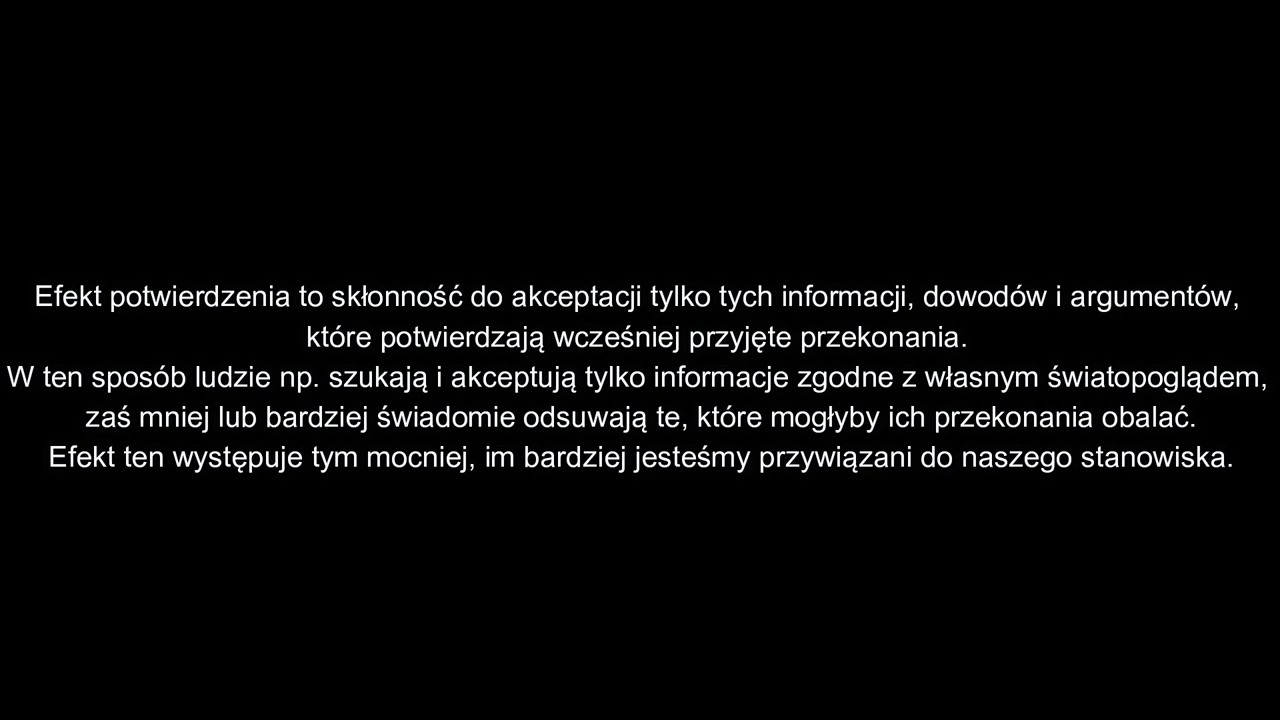 Efekt potwierdzenia to skłonność do akceptacji tylko tych informacji, dowodów i argumentów,
które potwierdzają wcześniej przyjęte przekonania.
W ten sposób ludzie np. szukają i akceptują tylko informacje zgodne z własnym światopoglądem,
zaś mniej lub bardziej świadomie odsuwają te, które mogłyby ich przekonania obalać.
Efekt ten występuje tym mocniej, im bardziej jesteśmy przywiązani do naszego stanowiska.